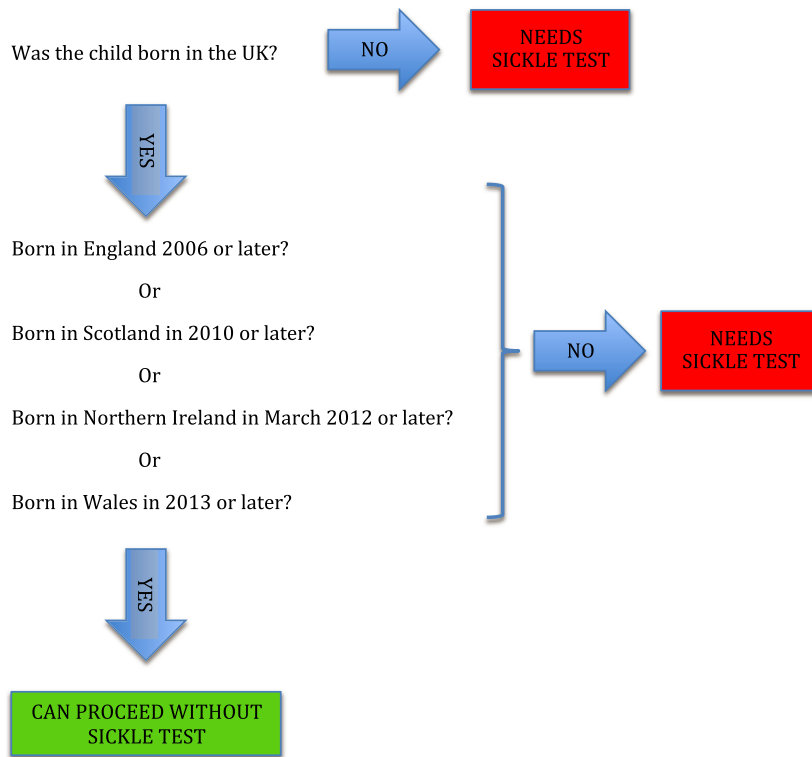 Was the child born in the UK?
NO
NEEDS
SICKLE TEST
YES
Born in England 2006 or later?
Or
Born in Scotland in 2010 or later?
Or
Born in Northern Ireland in March 2012 or later?
Or
Born in Wales in 2013 or later?
NO
NEEDS
SICKLE TEST
YES
CAN PROCEED WITHOUT
SICKLE TEST